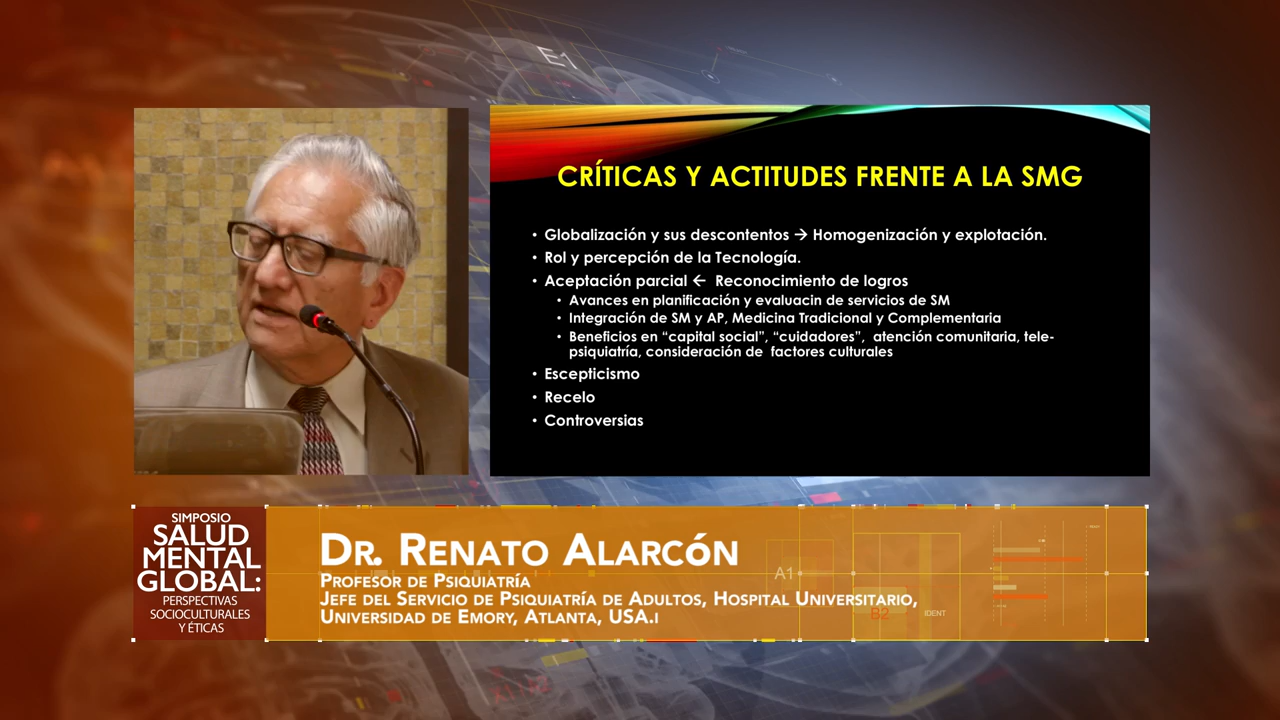 E1
CRÍTICAS Y ACTITUDES FRENTE A LA SMG
• Globalización y sus descontentos → Homogenización y explotación.
• Rol y percepción de la Tecnología.
• Aceptación parcial ← Reconocimiento de logros
• Avances en planificación y evaluacin de servicios de SM
• Integración de SM y AP, Medicina Tradicional y Complementaria
• Beneficios en “capital social”, “cuidadores”, atención comunitaria, tele-
psiquiatría, consideración de factores culturales
• Escepticismo
• Recelo
• Controversias
SIMPOSIO
SALUD
MENTAL
GLOBAL:
PERSPECTIVAS
SOCIOCULTURALES
Y ÉTICAS
DR. RENATO ALARCÓN
PROFESOR DE PSIQUIATRÍA
JEFE DEL SERVICIO DE PSIQUIATRÍA DE ADULTOS, HOSPITAL UNIVERSITARIO,
UNIVERSIDAD DE EMORY, ATLANTA, USA.I
A1
B2
IDENT